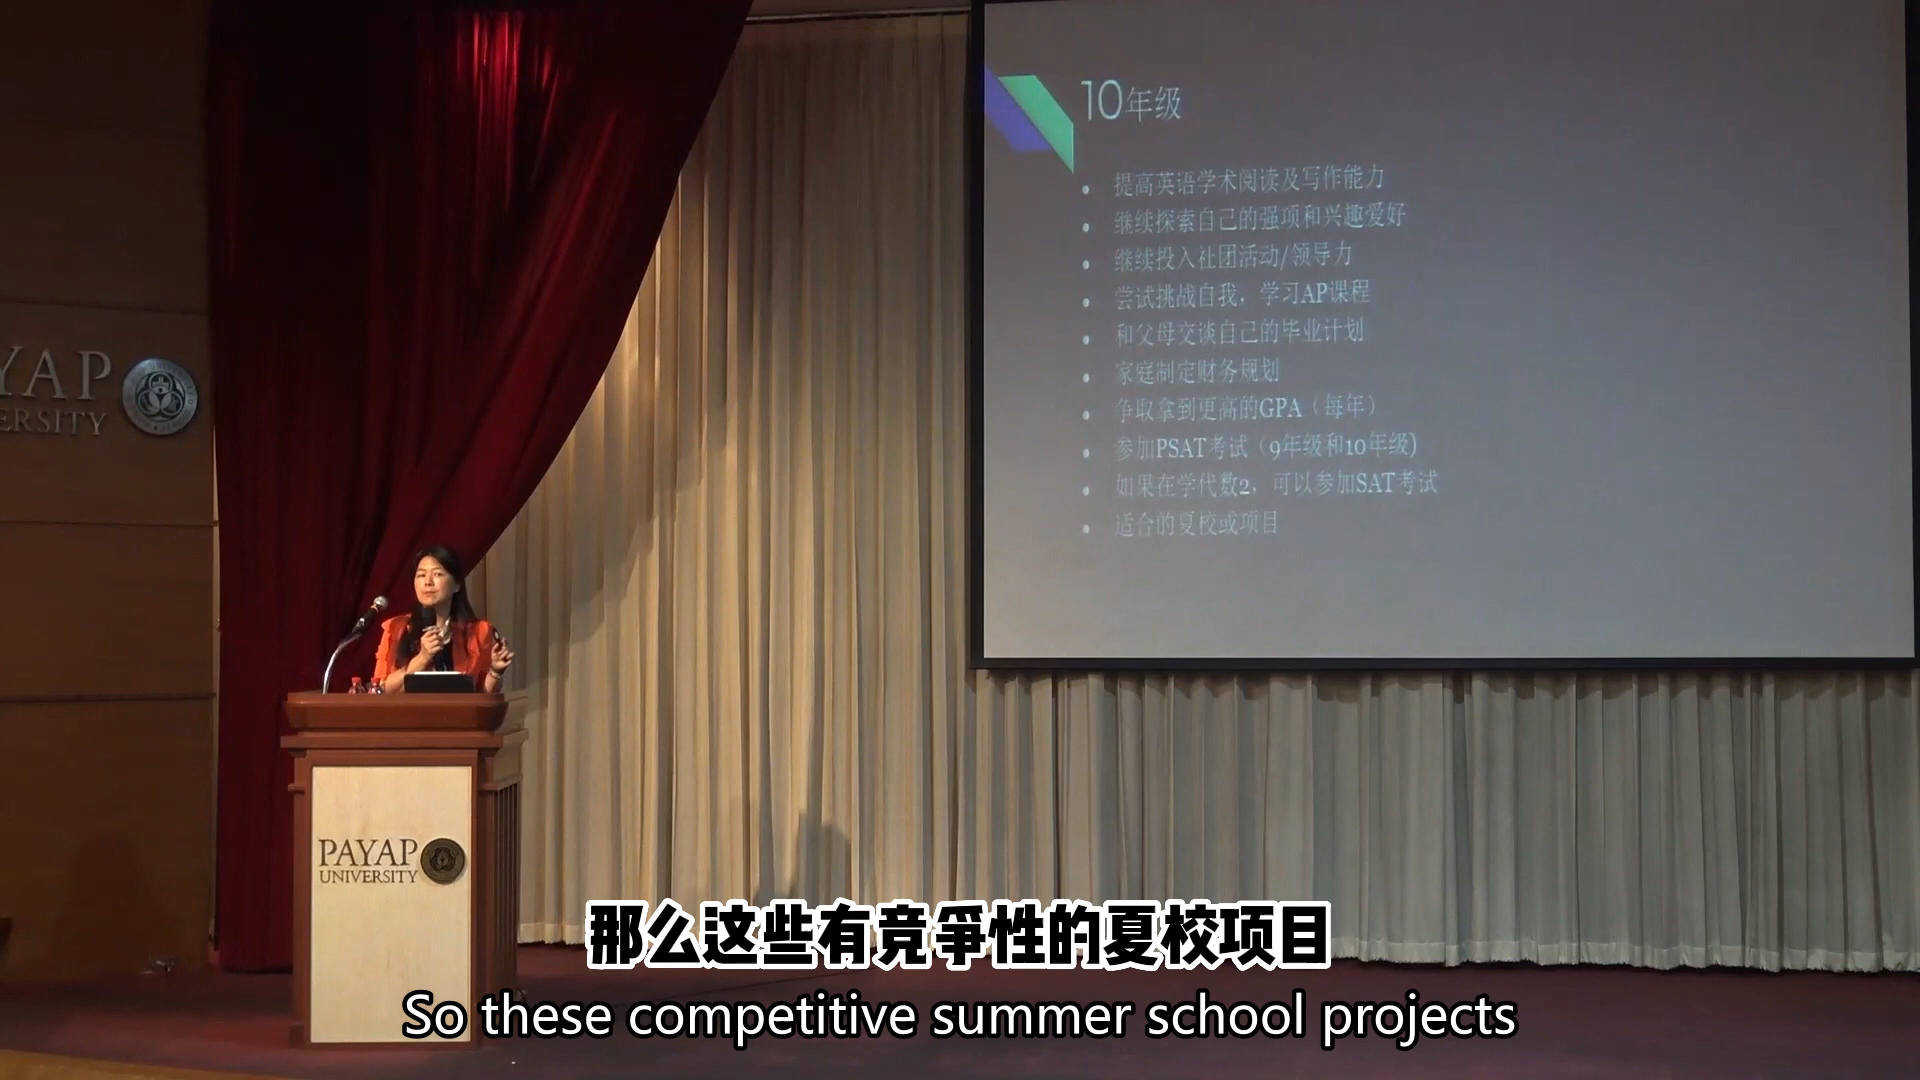 10年级
提高英语学术阅读及写作能力
继续探索自己的强项和兴趣爱好
继续投入社团活动/领导力
尝试挑战自我，学习AP课程
和父母交谈自己的毕业计划
家庭制定财务规划
争取拿到更高的GPA（每年）
参加PSAT考试（9年级和10年级)
如果在学代数2，可以参加SAT考试
适合的夏校或项目
YAP
ERSITY
PAYAP
UNIVERSITY
那么这些有竞争性的夏校项目
So these competitive summer school projects